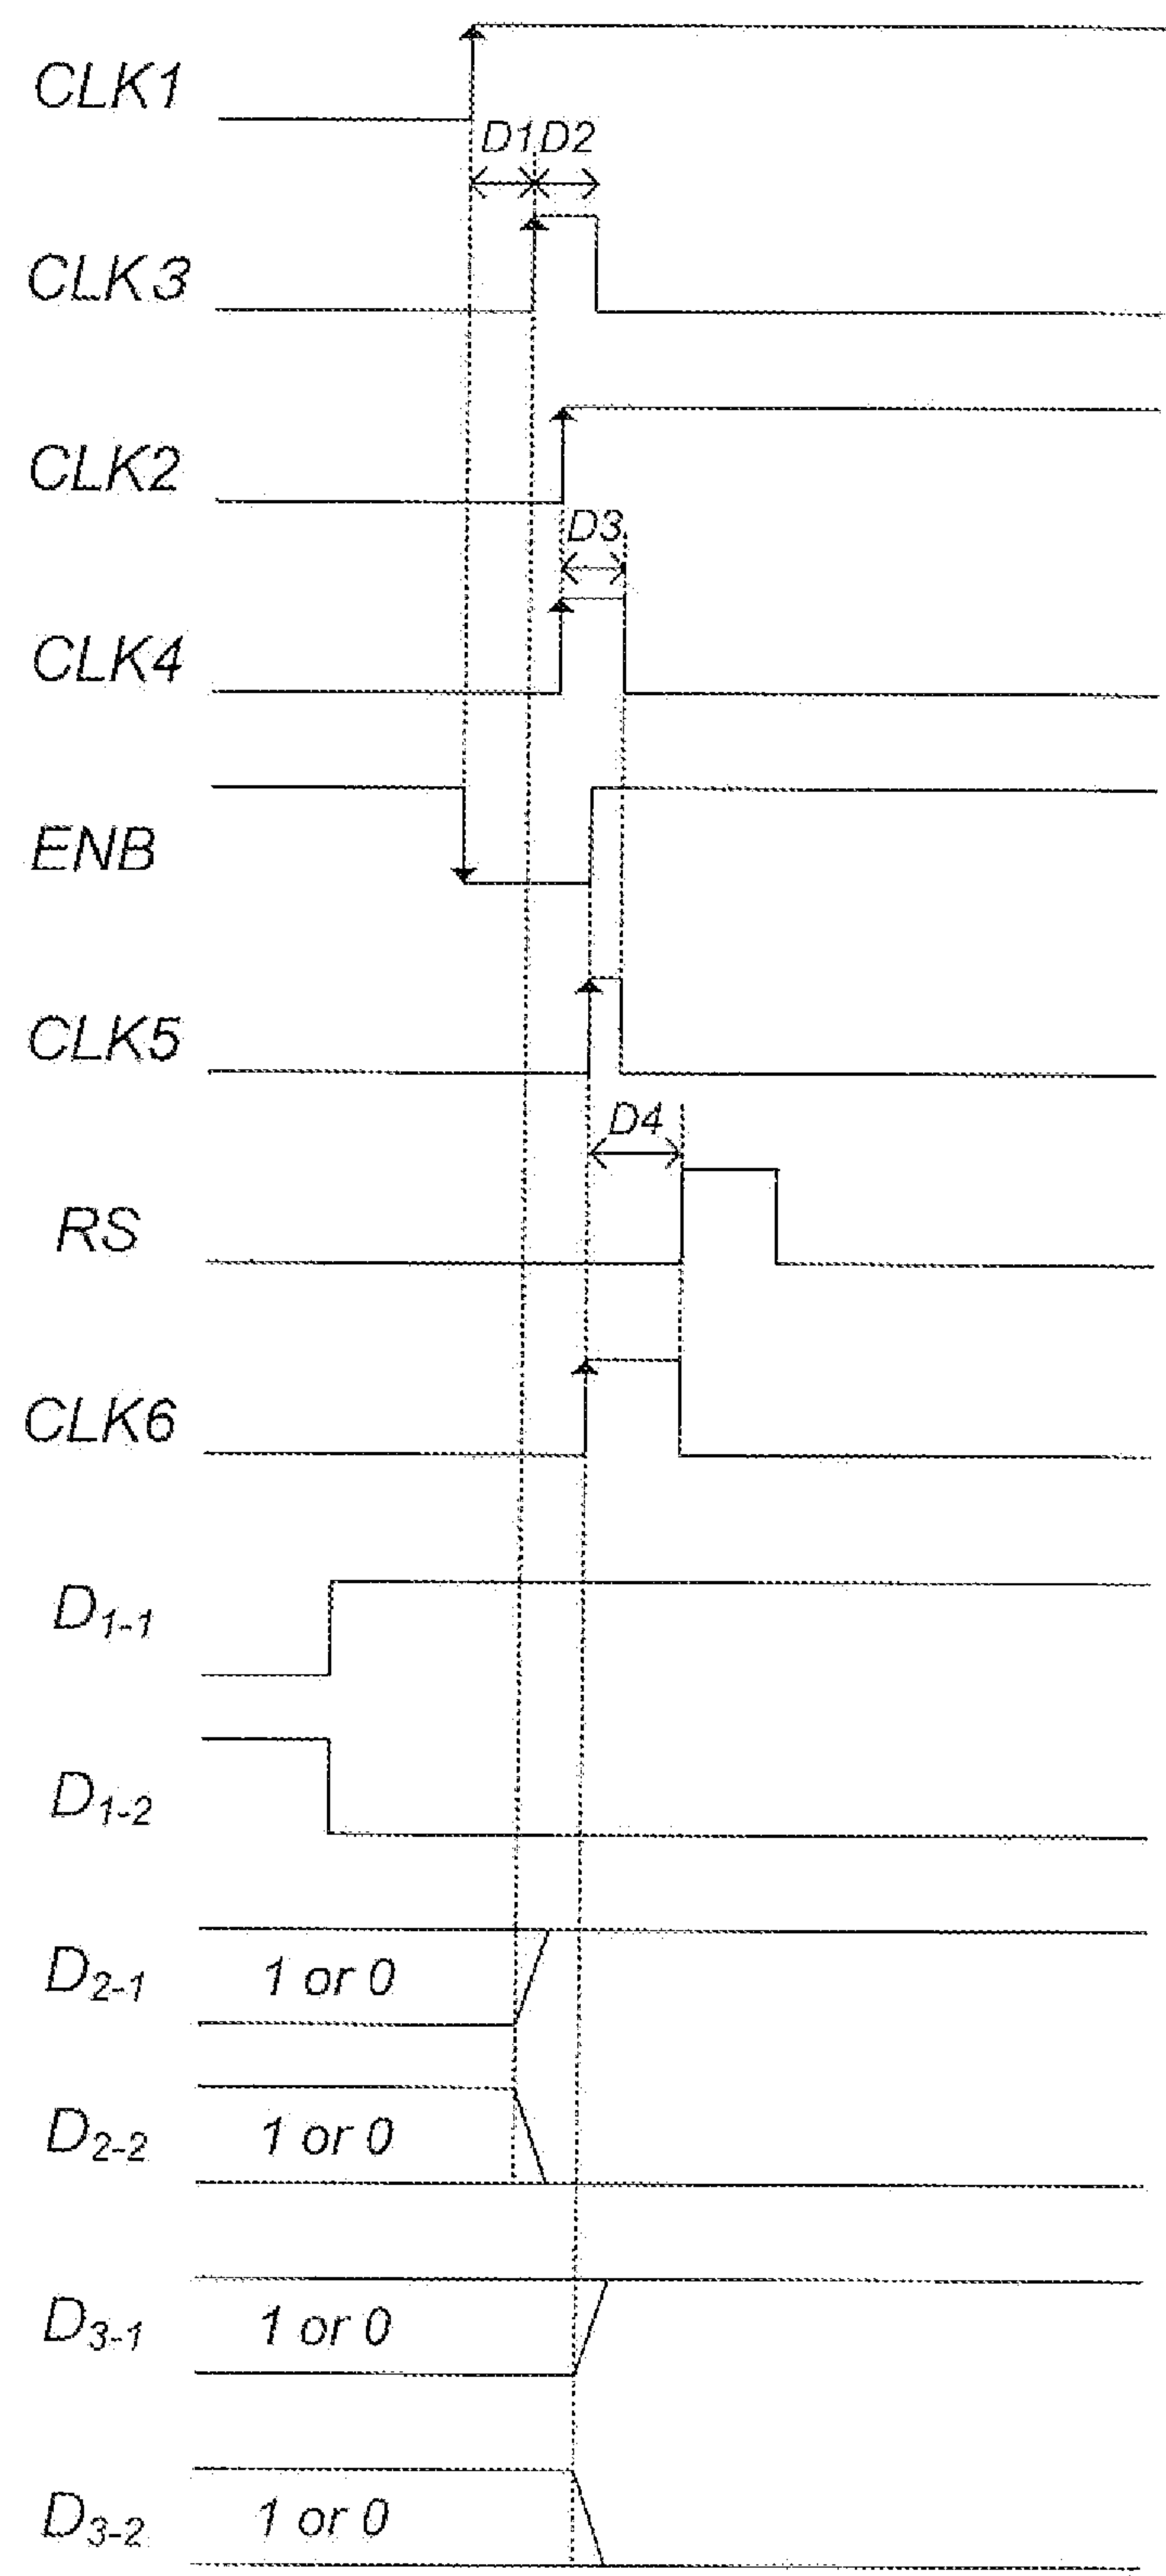 CLK1
D1 D2
CLK3
CLK2
D3
CLK4
ENB
CLK5
D4
RS
CLK6
D1-1
D1-2
D2-1 1 or 0
D2-2 1 or 0
D3-1 1 or 0
D3-2 1 or 0